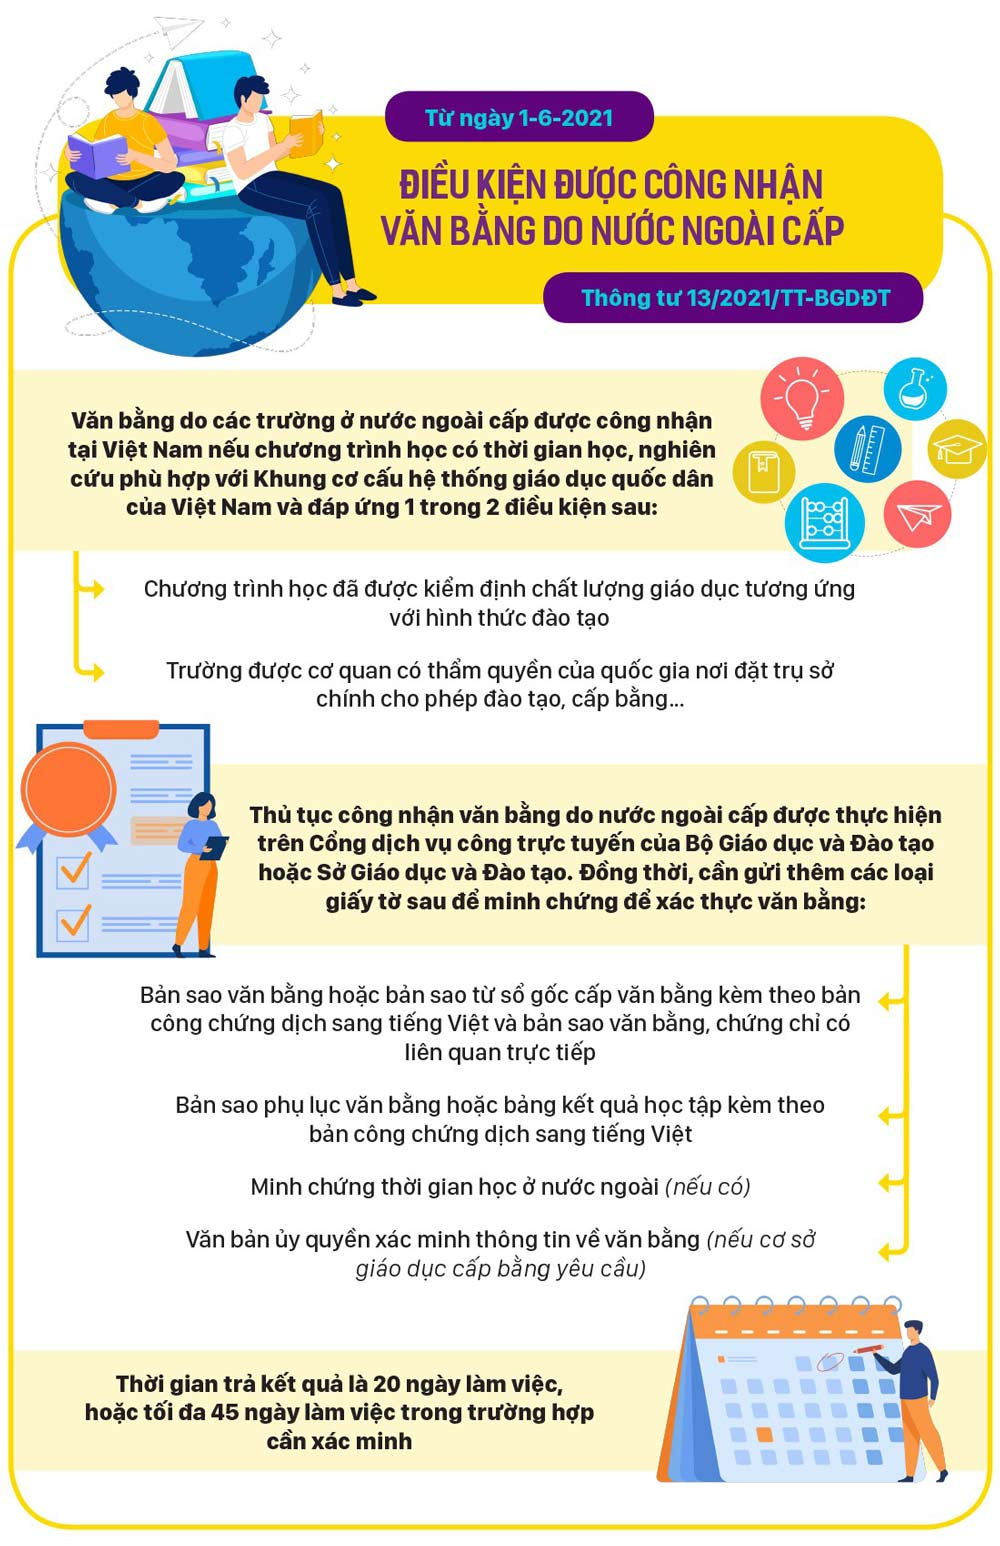 Từ ngày 1-6-2021
ĐIỀU KIỆN ĐƯỢC CÔNG NHẬN
VĂN BẰNG DO NƯỚC NGOÀI CẤP
Thông tư 13/2021/TT-BGDĐT
Văn bằng do các trường ở nước ngoài cấp được công nhận
tại Việt Nam nếu chương trình học có thời gian học, nghiên
cứu phù hợp với Khung cơ cấu hệ thống giáo dục quốc dân
của Việt Nam và đáp ứng 1 trong 2 điều kiện sau:
Chương trình học đã được kiểm định chất lượng giáo dục tương ứng
với hình thức đào tạo
Trường được cơ quan có thẩm quyền của quốc gia nơi đặt trụ sở
chính cho phép đào tạo, cấp bằng...
Thủ tục công nhận văn bằng do nước ngoài cấp được thực hiện
trên Cổng dịch vụ công trực tuyến của Bộ Giáo dục và Đào tạo
hoặc Sở Giáo dục và Đào tạo. Đồng thời, cần gửi thêm các loại
giấy tờ sau để minh chứng để xác thực văn bằng:
Bản sao văn bằng hoặc bản sao từ sổ gốc cấp văn bằng kèm theo bản
công chứng dịch sang tiếng Việt và bản sao văn bằng, chứng chỉ có
liên quan trực tiếp
Bản sao phụ lục văn bằng hoặc bảng kết quả học tập kèm theo
bản công chứng dịch sang tiếng Việt
Minh chứng thời gian học ở nước ngoài (nếu có)
Văn bản ủy quyền xác minh thông tin về văn bằng (nếu cơ sở
giáo dục cấp bằng yêu cầu)
Thời gian trả kết quả là 20 ngày làm việc,
hoặc tối đa 45 ngày làm việc trong trường hợp
cần xác minh